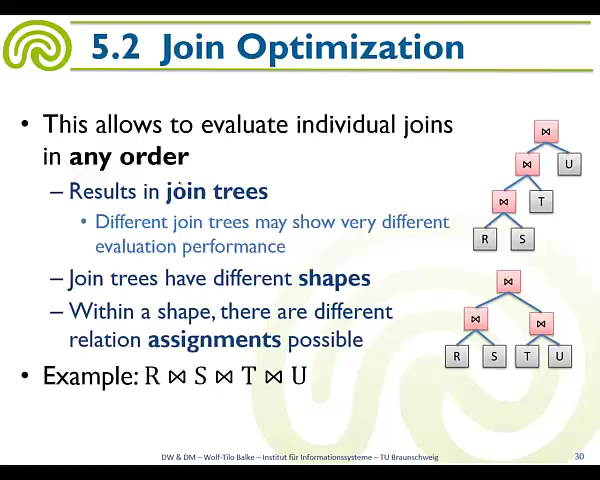 5.2 Join Optimization
• This allows to evaluate individual joins
in any order
– Results in join trees
• Different join trees may show very different
evaluation performance
– Join trees have different shapes
– Within a shape, there are different
relation assignments possible
• Example: R ⋈ S ⋈ T ⋈ U
⋈
⋈ U
⋈ T
R S
⋈
⋈ ⋈
R S T U
DW & DM – Wolf-Tilo Balke – Institut für Informationssysteme – TU Braunschweig
30